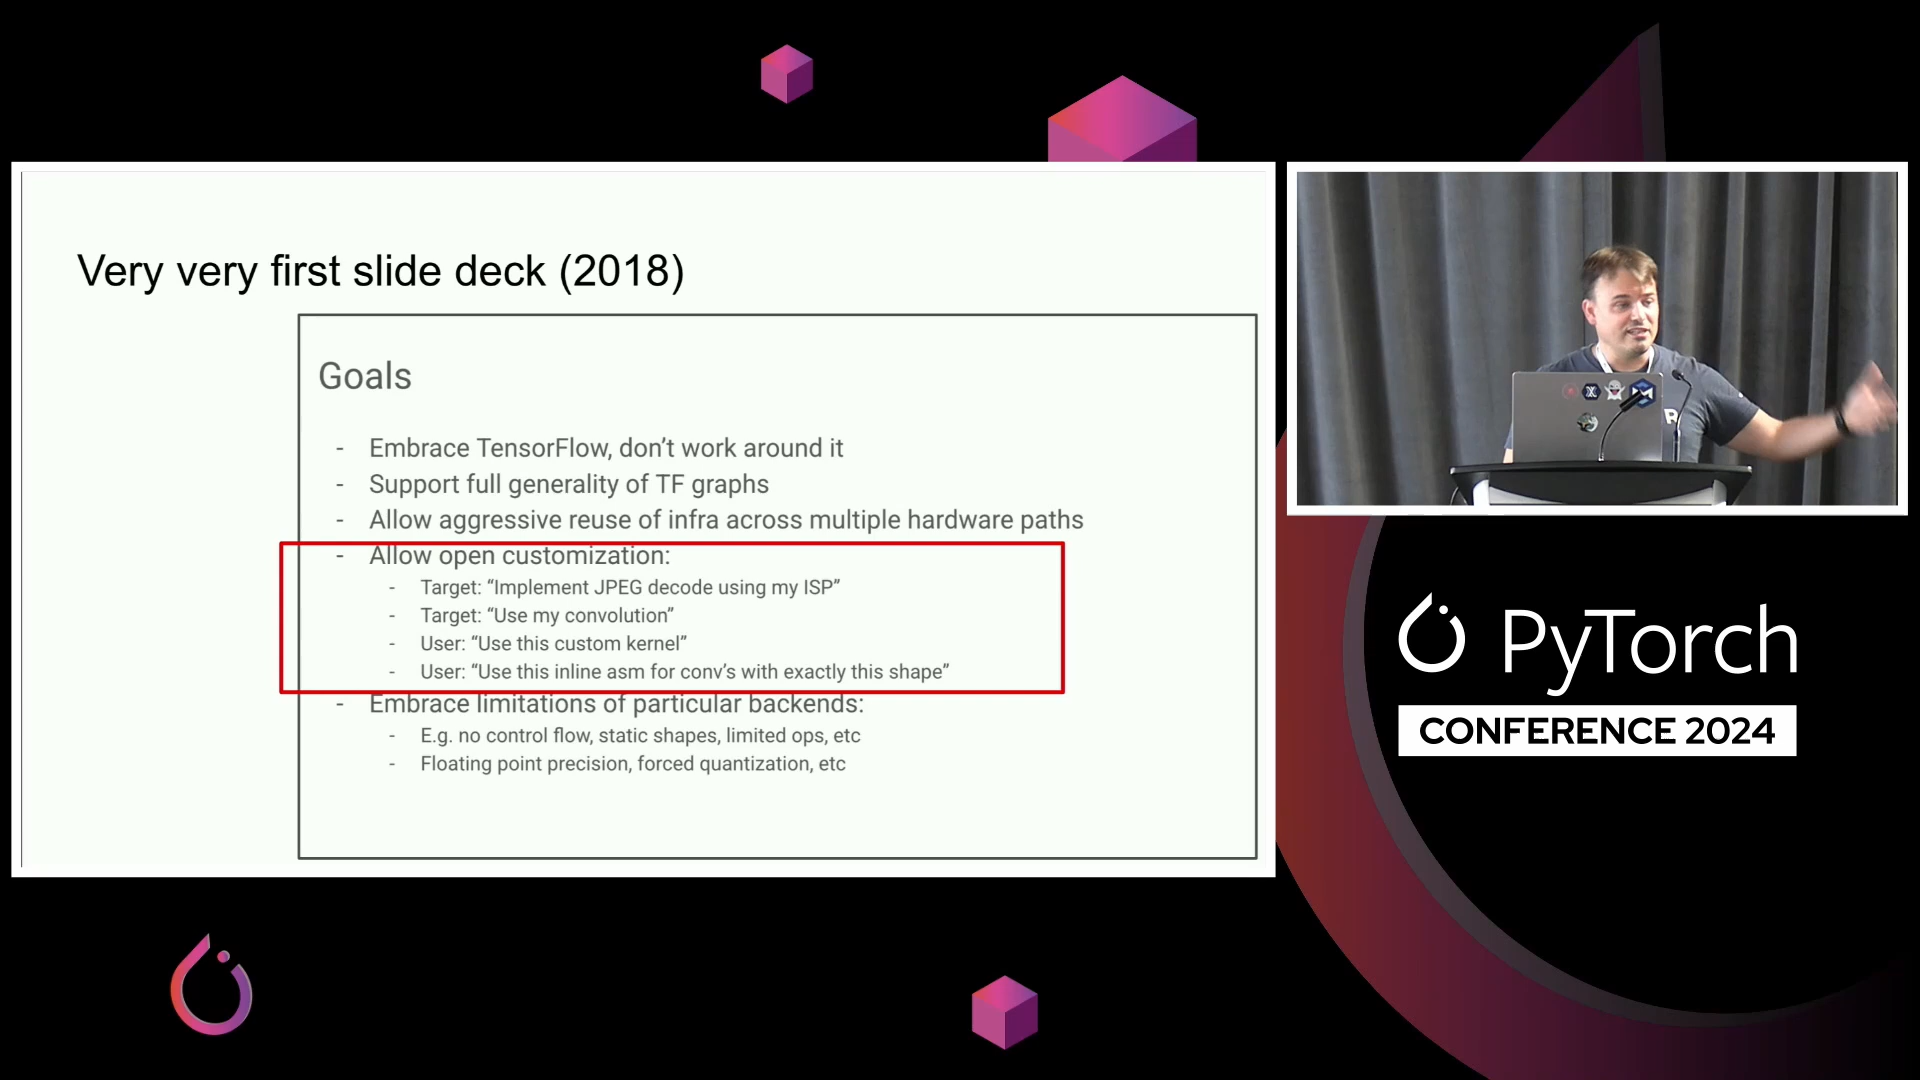 Very very first slide deck (2018)
Goals
- Embrace TensorFlow, don't work around it
- Support full generality of TF graphs
- Allow aggressive reuse of infra across multiple hardware paths
- Allow open customization:
- Target: “Implement JPEG decode using my ISP”
- Target: “Use my convolution”
- User: “Use this custom kernel”
- User: “Use this inline asm for conv’s with exactly this shape”
- Embrace limitations of particular backends:
- E.g. no control flow, static shapes, limited ops, etc
- Floating point precision, forced quantization, etc
R
PyTorch
CONFERENCE 2024